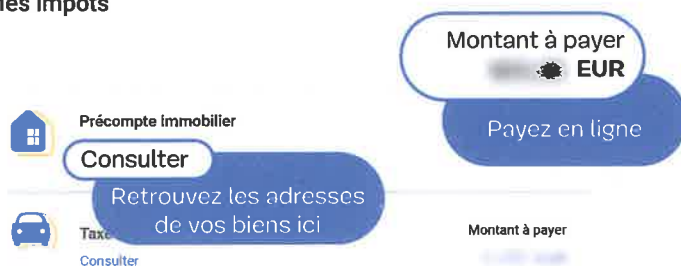 les impôts
Montant à payer
EUR
Payez en ligne
Précompte immobilier
Consulter
Retrouvez les adresses
de vos biens ici
Taxe
Montant à payer
Consulter